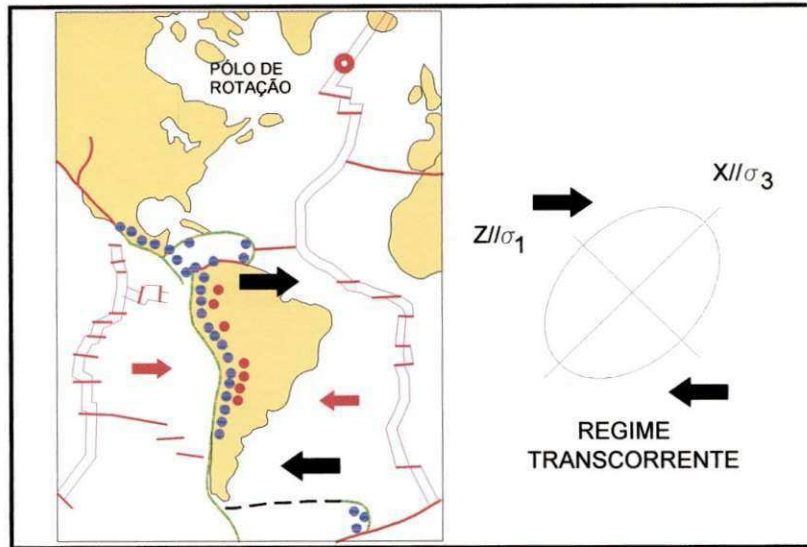 PÓLO DE
ROTAÇÃO
X//σ3
Z//σ1
REGIME
TRANSCORRENTE